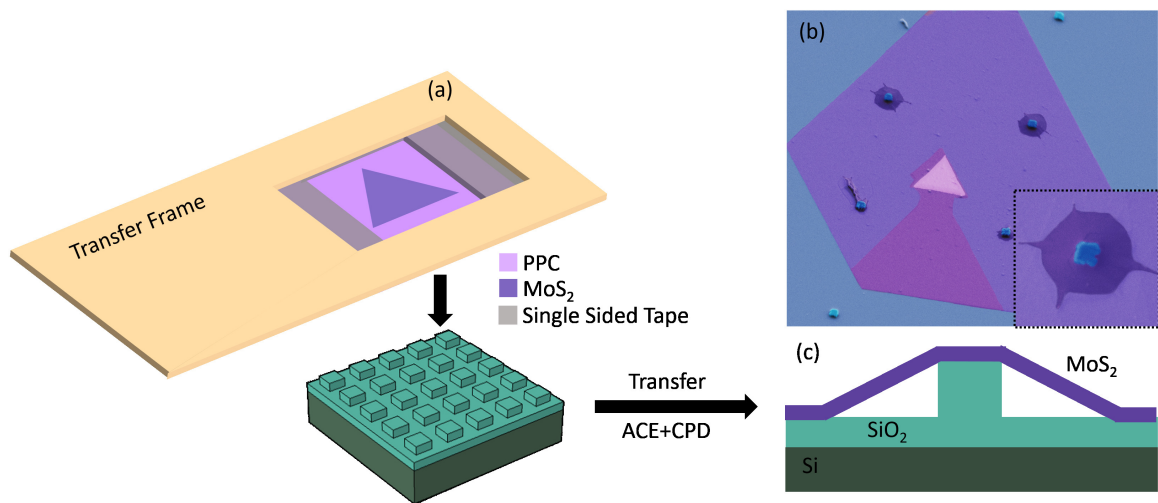 (a)
Transfer Frame
PPC
MoS₂
Single Sided Tape
Transfer
ACE+CPD
(b)
(c)
MoS₂
SiO₂
Si